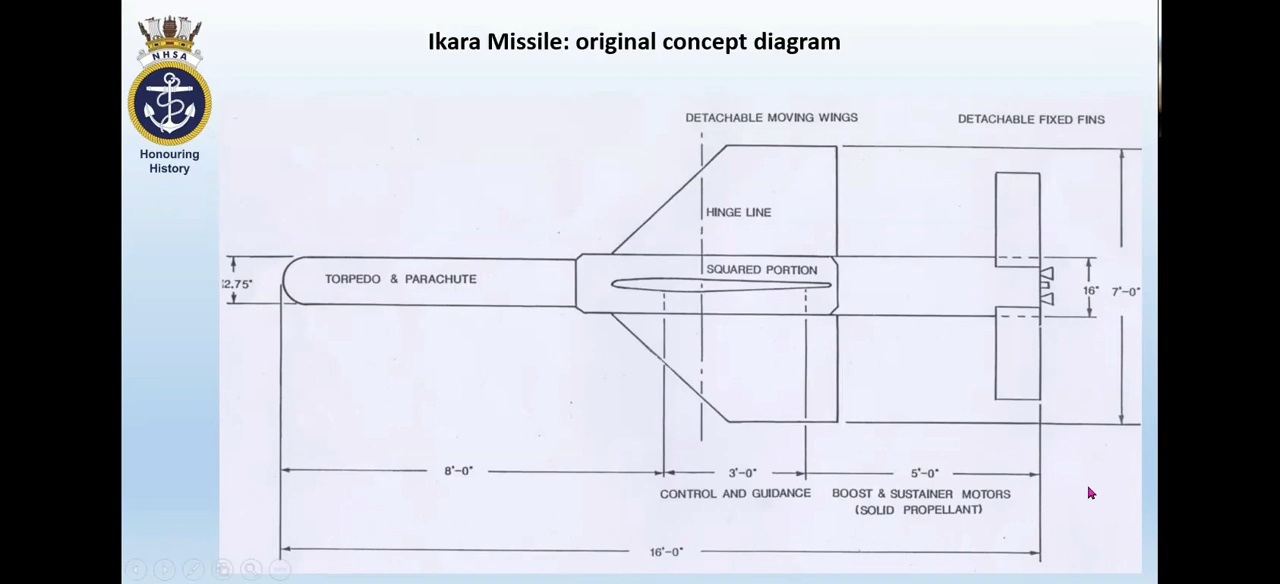 Ikara Missile: original concept diagram
NHSA
Honouring
History
DETACHABLE MOVING WINGS
DETACHABLE FIXED FINS
HINGE LINE
SQUARED PORTION
TORPEDO & PARACHUTE
2.75"
16"
7'-0"
8'-0"
3'-0"
5'-0"
CONTROL AND GUIDANCE
BOOST & SUSTAINER MOTORS
(SOLID PROPELLANT)
16'-0"